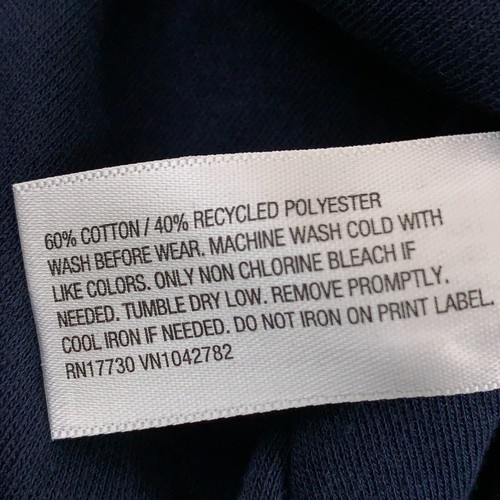 60% COTTON / 40% RECYCLED POLYESTER
WASH BEFORE WEAR. MACHINE WASH COLD WITH
LIKE COLORS. ONLY NON CHLORINE BLEACH IF
NEEDED. TUMBLE DRY LOW. REMOVE PROMPTLY.
COOL IRON IF NEEDED. DO NOT IRON ON PRINT LABEL.
RN17730 VN1042782